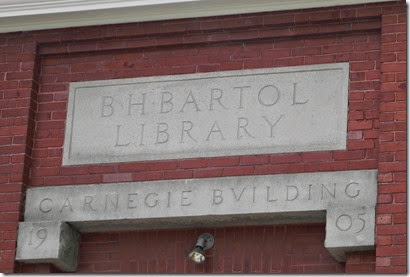 B·H·BARTOL
LIBRARY
CARNEGIE BVILDING
19 05